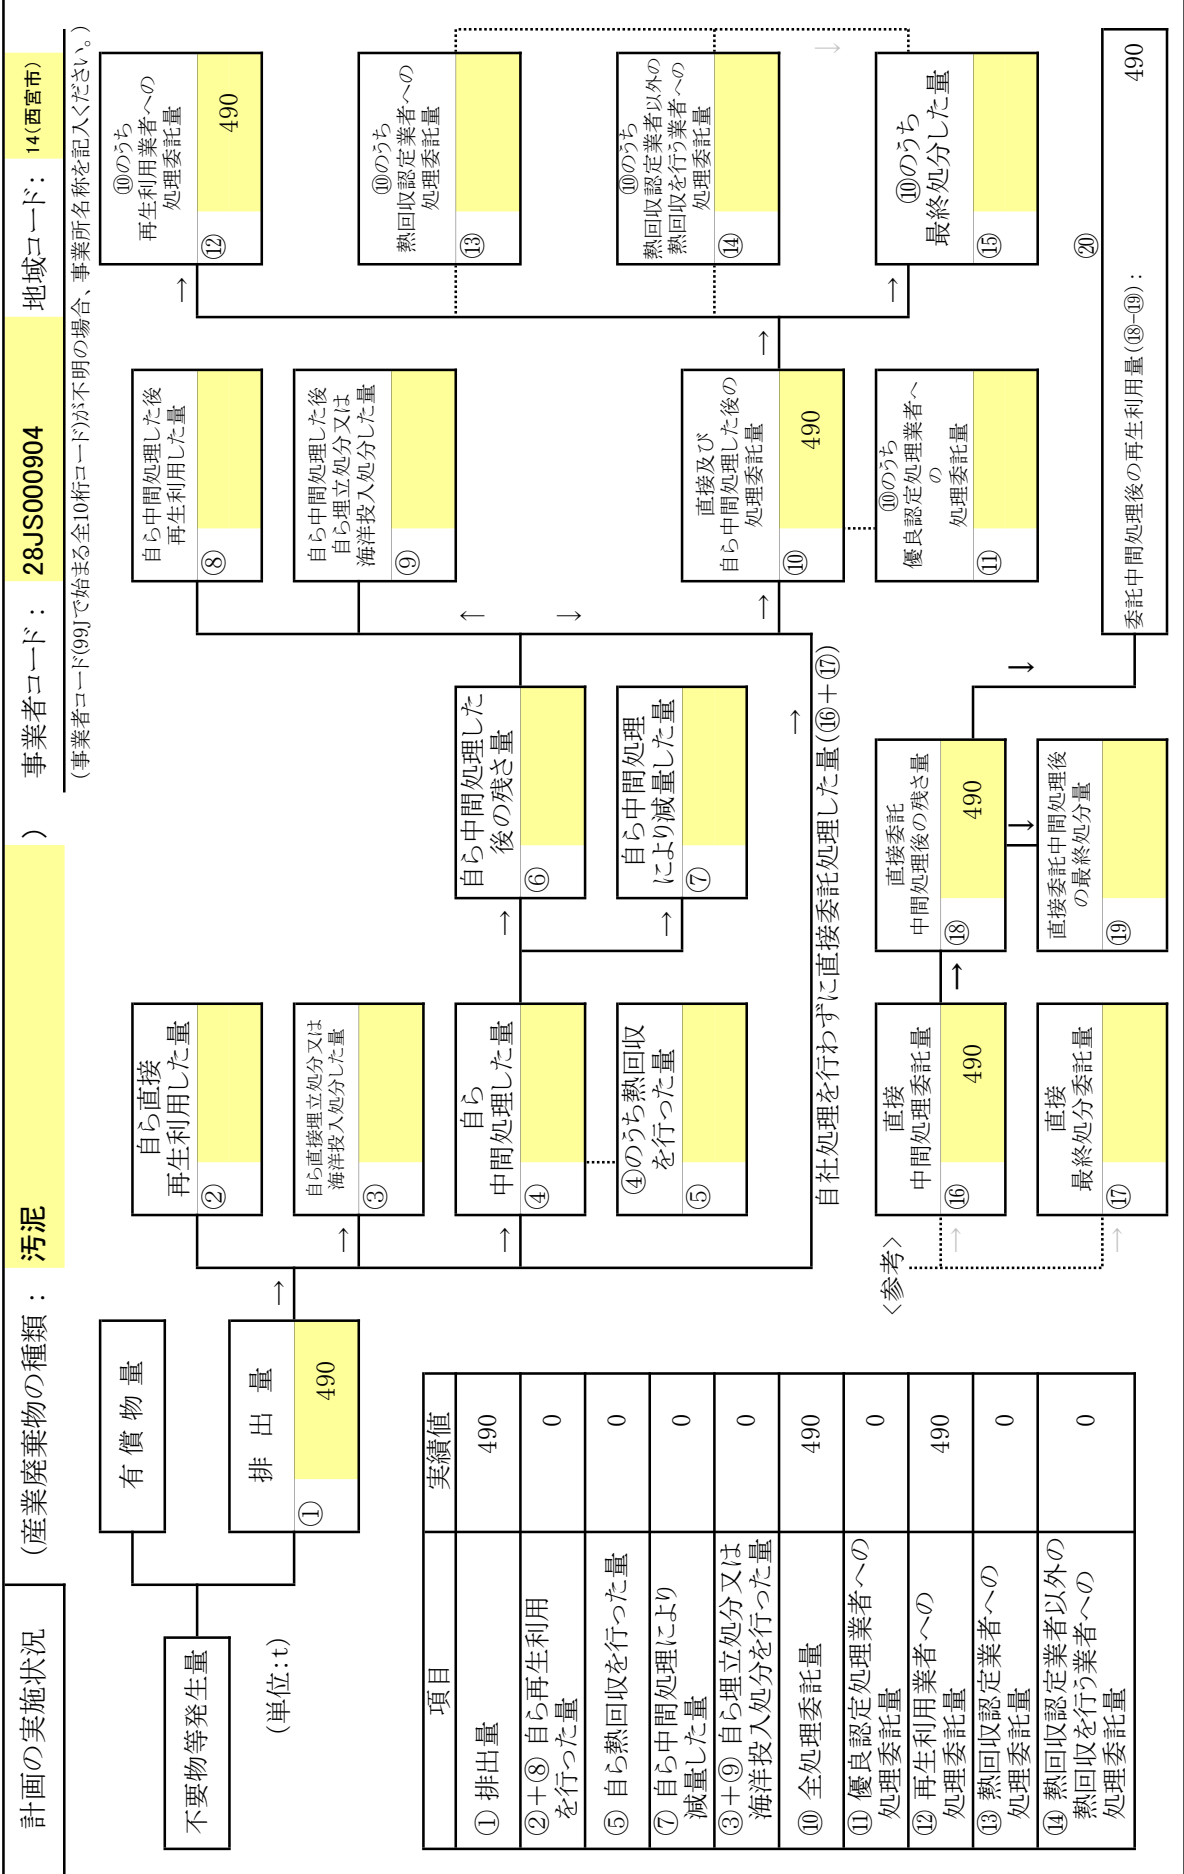 計画の実施状況
(産業廃棄物の種類： 汚泥 )
事業者コード： 28JS000904 地域コード： 14(西宮市)
(事業者コード(99Jで始まる全10桁コード)が不明の場合、事業所名称を記入ください。)
不要物等発生量
(単位:t)
有 償 物 量
排 出 量
① 490
→
自ら直接
再生利用した量
②
→
自ら直接埋立処分又は
海洋投入処分した量
③
→
自ら
中間処理した量
④
④のうち熱回収
を行った量
⑤
→
自ら中間処理した
後の残さ量
⑥
→
自ら中間処理
により減量した量
⑦
自ら中間処理した後
再生利用した量
⑧
自ら中間処理した後
自ら埋立処分又は
海洋投入処分した量
⑨
→
→
→
→
直接及び
自ら中間処理した後の
処理委託量
⑩ 490
⑩のうち
優良認定処理業者へ
の
処理委託量
⑪
→
→
⑩のうち
再生利用業者への
処理委託量
⑫ 490
⑩のうち
熱回収認定業者への
処理委託量
⑬
⑩のうち
熱回収認定業者以外の
熱回収を行う業者への
処理委託量
⑭
→
→
⑩のうち
最終処分した量
⑮
自社処理を行わずに直接委託処理した量(⑯＋⑰)
<参考>
→
直接
中間処理委託量
⑯ 490
→
直接
最終処分委託量
⑰
→
直接委託
中間処理後の残さ量
⑱ 490
→
直接委託中間処理後
の最終処分量
⑲
→
⑳
委託中間処理後の再生利用量(⑱-⑲)： 490
項目 実績値
① 排出量 490
②＋⑧ 自ら再生利用
を行った量 0
⑤ 自ら熱回収を行った量 0
⑦ 自ら中間処理により
減量した量 0
③＋⑨ 自ら埋立処分又は
海洋投入処分を行った量 0
⑩ 全処理委託量 490
⑪ 優良認定処理業者への
処理委託量 0
⑫ 再生利用業者への
処理委託量 490
⑬ 熱回収認定業者への
処理委託量 0
⑭ 熱回収認定業者以外の
熱回収を行う業者への
処理委託量 0